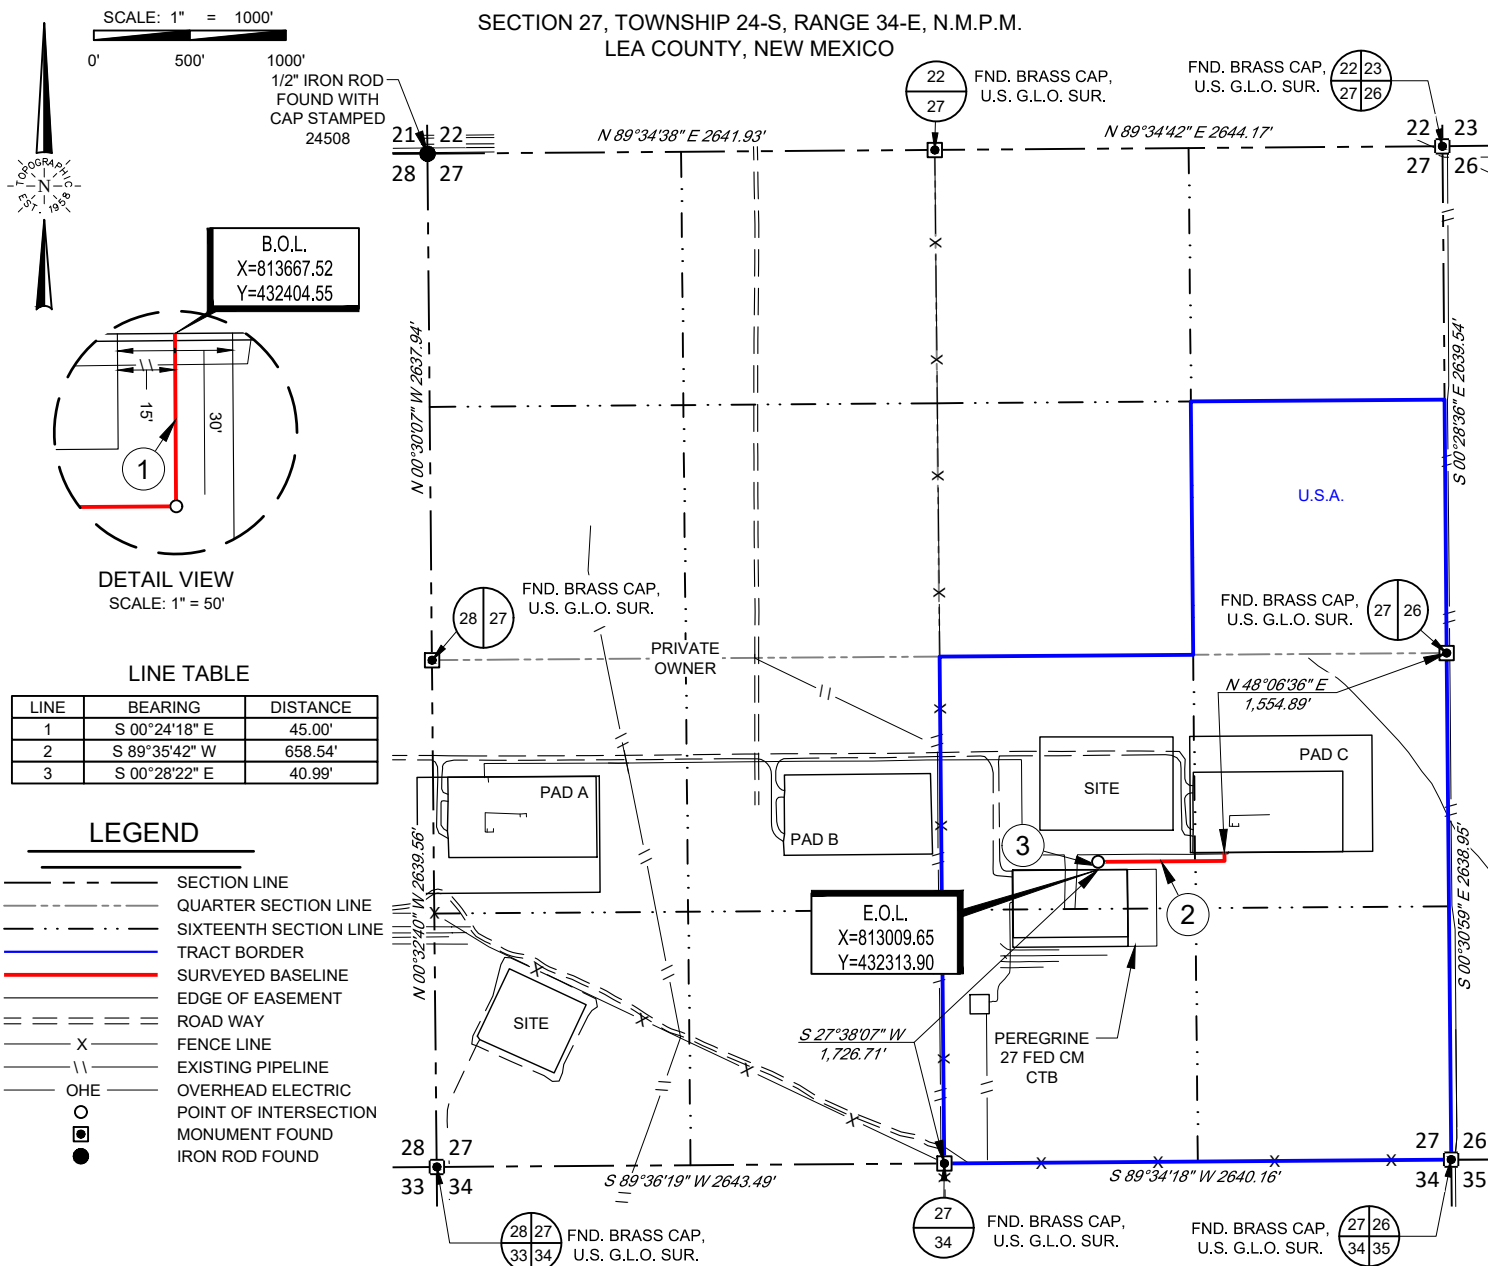 SCALE: 1" = 1000'
0' 500' 1000'
SECTION 27, TOWNSHIP 24-S, RANGE 34-E, N.M.P.M.
LEA COUNTY, NEW MEXICO
1/2" IRON ROD
FOUND WITH
CAP STAMPED
24508
22
27
FND. BRASS CAP,
U.S. G.L.O. SUR.
FND. BRASS CAP,
U.S. G.L.O. SUR.
22 23
27 26
21 22
28 27
N 89°34'38" E 2641.93'
N 89°34'42" E 2644.17'
22 23
27 26
TOPOGRAPHIC
N
EST. 1958
B.O.L.
X=813667.52
Y=432404.55
15'
30'
1
DETAIL VIEW
SCALE: 1" = 50'
N 00°30'07" W 2637.94'
S 00°28'36" E 2639.54'
U.S.A.
28 27
FND. BRASS CAP,
U.S. G.L.O. SUR.
FND. BRASS CAP,
U.S. G.L.O. SUR.
27 26
PRIVATE
OWNER
N 48°06'36" E
1,554.89'
LINE TABLE
LINE BEARING DISTANCE
1 S 00°24'18" E 45.00'
2 S 89°35'42" W 658.54'
3 S 00°28'22" E 40.99'
PAD A
PAD B
SITE
PAD C
3
2
E.O.L.
X=813009.65
Y=432313.90
N 00°32'40" W 2639.56'
S 00°30'59" E 2638.95'
LEGEND
SECTION LINE
QUARTER SECTION LINE
SIXTEENTH SECTION LINE
TRACT BORDER
SURVEYED BASELINE
EDGE OF EASEMENT
ROAD WAY
X FENCE LINE
\\ EXISTING PIPELINE
OHE OVERHEAD ELECTRIC
POINT OF INTERSECTION
MONUMENT FOUND
IRON ROD FOUND
SITE
S 27°38'07" W
1,726.71'
PEREGRINE
27 FED CM
CTB
28 27
33 34
27 26
34 35
S 89°36'19" W 2643.49'
S 89°34'18" W 2640.16'
28 27
33 34
FND. BRASS CAP,
U.S. G.L.O. SUR.
27
34
FND. BRASS CAP,
U.S. G.L.O. SUR.
FND. BRASS CAP,
U.S. G.L.O. SUR.
27 26
34 35